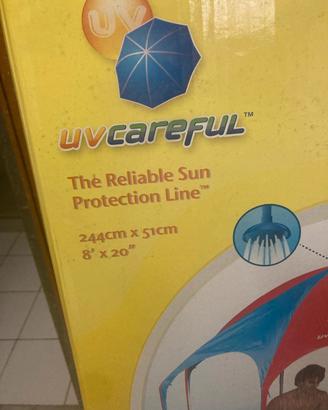 UV
uvcareful™
The Reliable Sun
Protection Line™
244cm x 51cm
8' x 20"